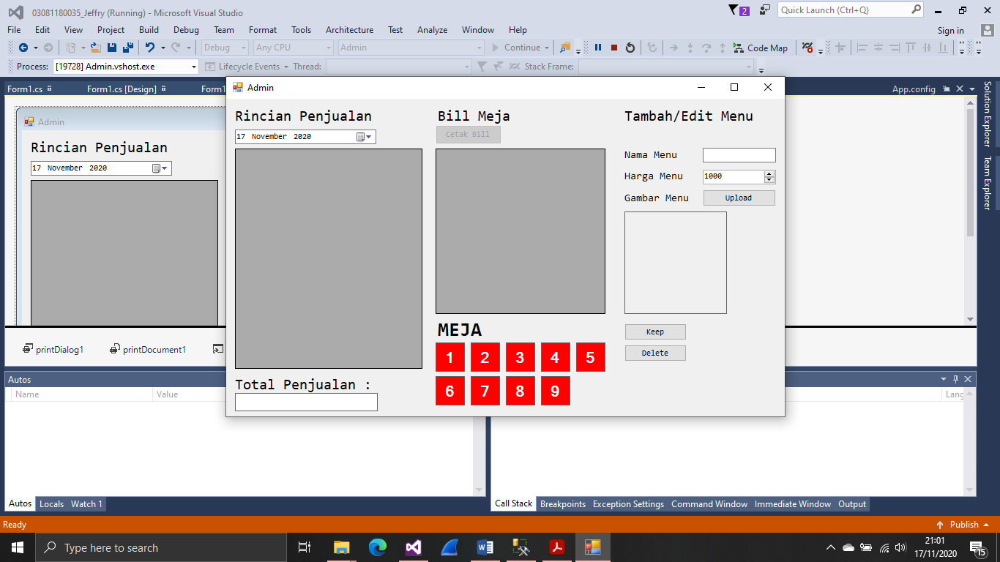 03081180035_Jeffry (Running) - Microsoft Visual Studio
2
Quick Launch (Ctrl+Q)
File Edit View Project Build Debug Team Format Tools Architecture Test Analyze Window Help
Sign in
Debug Any CPU Admin Continue Code Map
Process: [19728] Admin.vshost.exe Lifecycle Events Thread: Stack Frame:
Form1.cs Form1.cs [Design] Form1
App.config
Solution Explorer
Team Explorer
Admin
Rincian Penjualan
17 November 2020
printDialog1 printDocument1
Admin
Rincian Penjualan
17 November 2020
Total Penjualan :
Bill Meja
Cetak Bill
MEJA
1 2 3 4 5
6 7 8 9
Tambah/Edit Menu
Nama Menu
Harga Menu 1000
Gambar Menu Upload
Keep
Delete
Autos
Name Value
Lang
Autos Locals Watch 1
Call Stack Breakpoints Exception Settings Command Window Immediate Window Output
Ready
Publish
Type here to search
21:01
17/11/2020
15